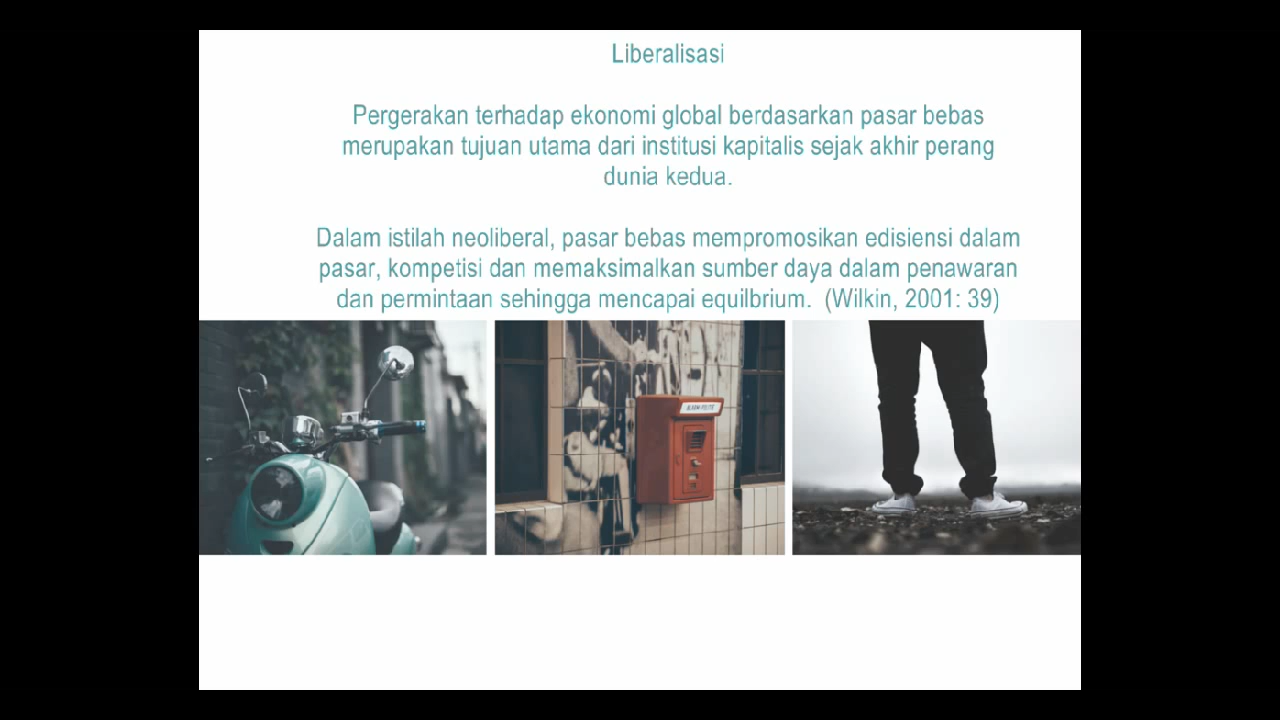 Liberalisasi
Pergerakan terhadap ekonomi global berdasarkan pasar bebas
merupakan tujuan utama dari institusi kapitalis sejak akhir perang
dunia kedua.
Dalam istilah neoliberal, pasar bebas mempromosikan edisiensi dalam
pasar, kompetisi dan memaksimalkan sumber daya dalam penawaran
dan permintaan sehingga mencapai equilbrium. (Wilkin, 2001: 39)